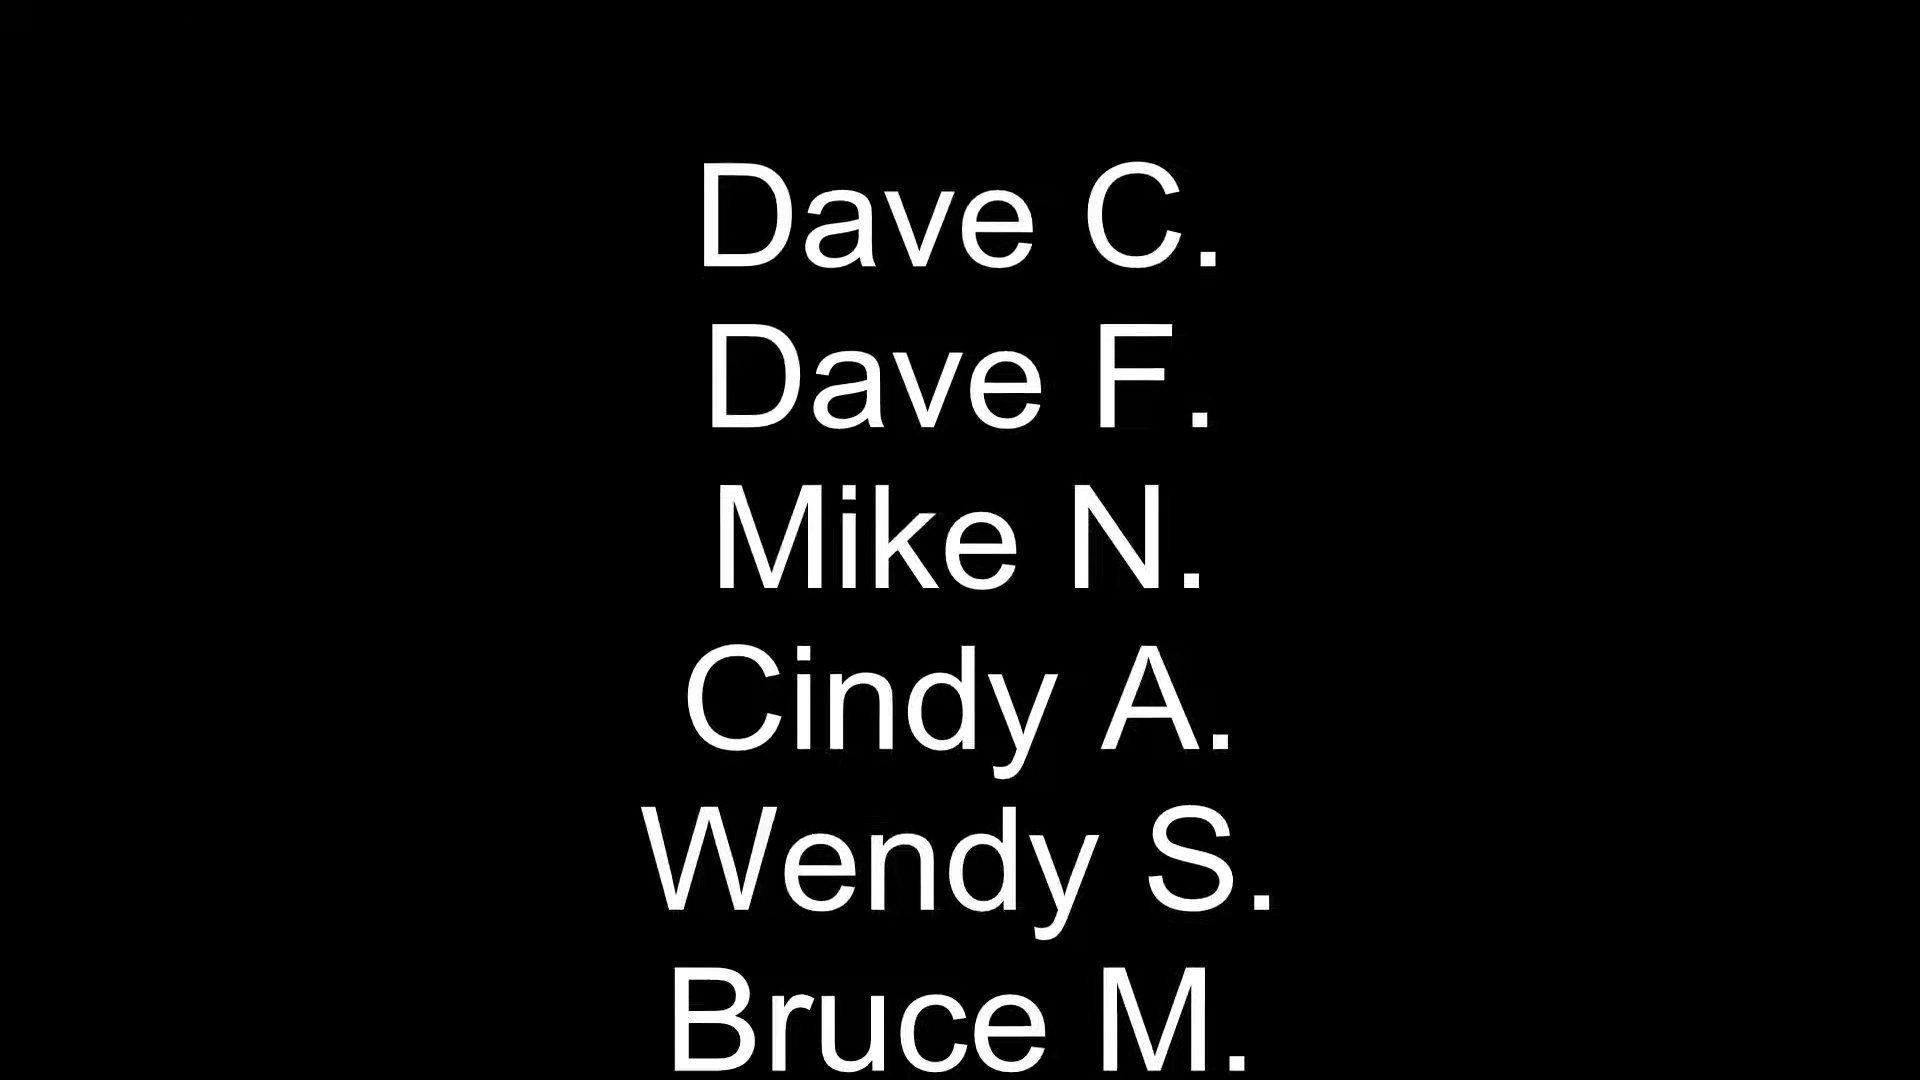 Dave C.
Dave F.
Mike N.
Cindy A.
Wendy S.
Bruce M.